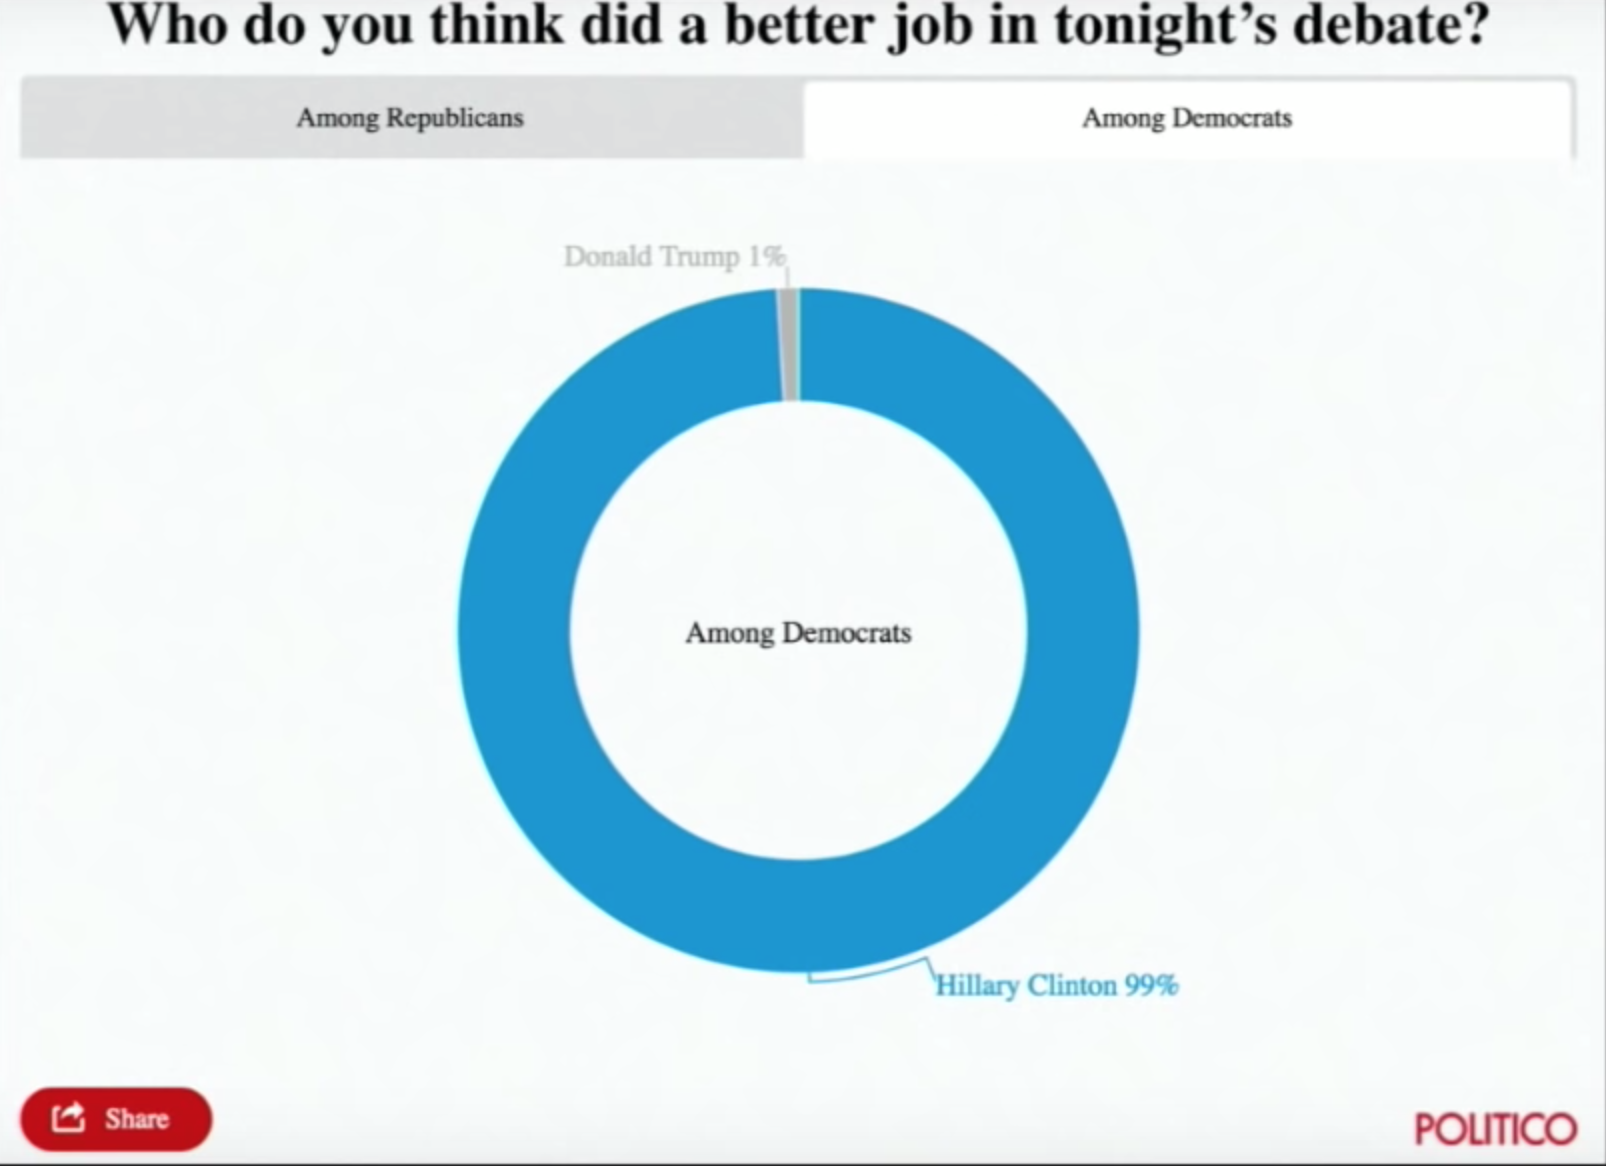 Who do you think did a better job in tonight's debate?
Among Republicans
Among Democrats
Donald Trump 1%
Among Democrats
Hillary Clinton 99%
Share
POLITICO